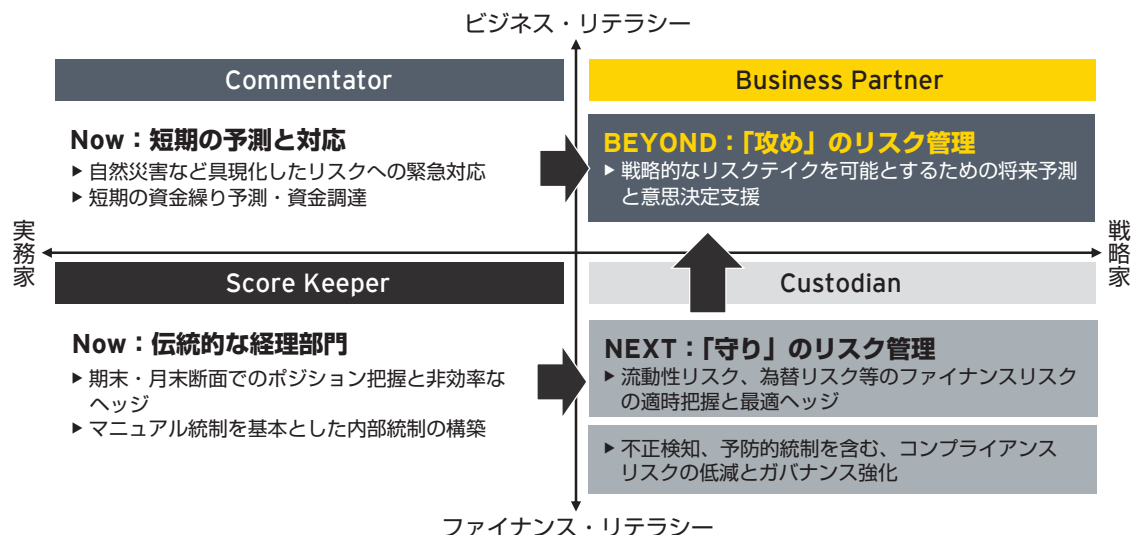 ビジネス・リテラシー
Commentator
Business Partner
Now：短期の予測と対応
▶ 自然災害など具現化したリスクへの緊急対応
▶ 短期の資金繰り予測・資金調達
BEYOND：「攻め」のリスク管理
▶ 戦略的なリスクテイクを可能とするための将来予測
と意思決定支援
実務家
戦略家
Score Keeper
Custodian
Now：伝統的な経理部門
▶ 期末・月末断面でのポジション把握と非効率な
ヘッジ
▶ マニュアル統制を基本とした内部統制の構築
NEXT：「守り」のリスク管理
▶ 流動性リスク、為替リスク等のファイナンスリスク
の適時把握と最適ヘッジ
▶ 不正検知、予防的統制を含む、コンプライアンス
リスクの低減とガバナンス強化
ファイナンス・リテラシー